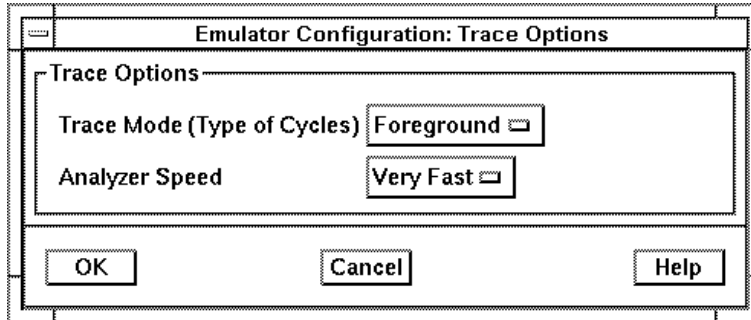 Emulator Configuration: Trace Options
Trace Options
Trace Mode (Type of Cycles) Foreground
Analyzer Speed Very Fast
OK Cancel Help